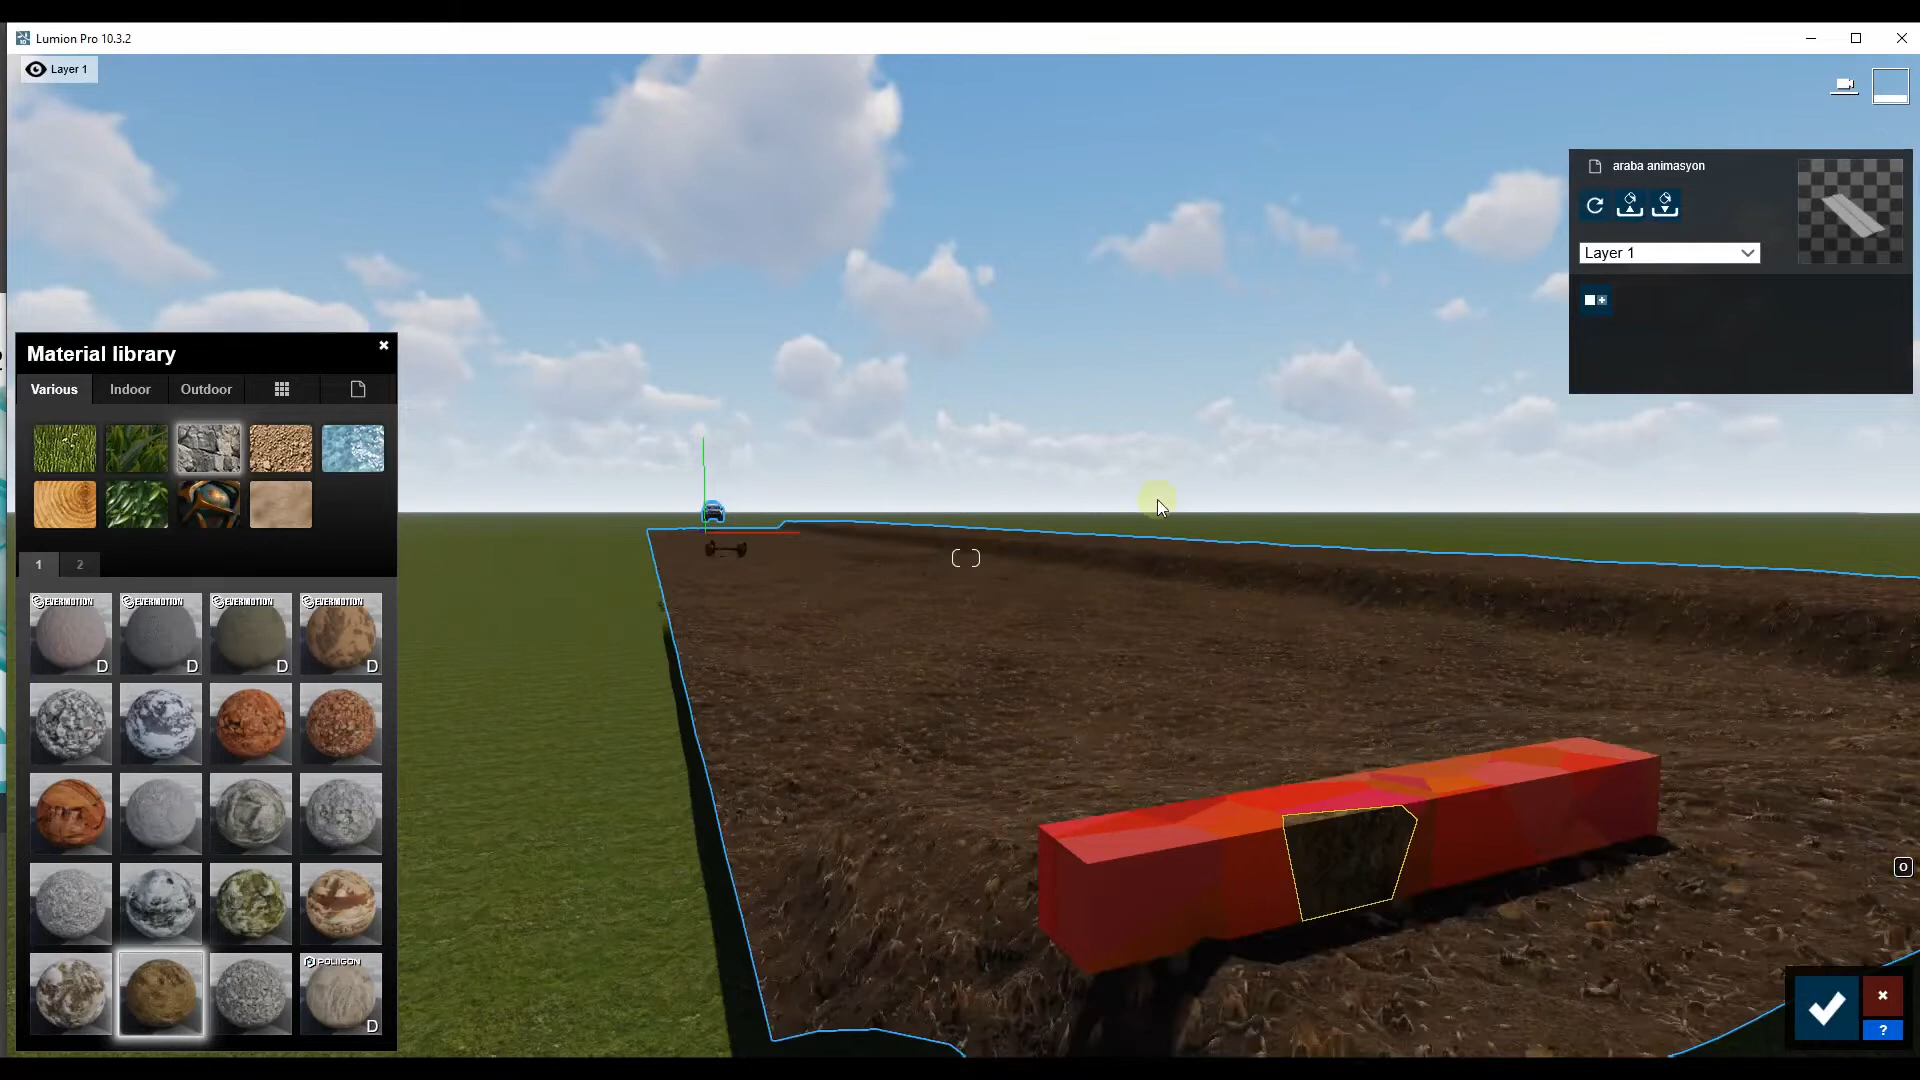 Lumion Pro 10.3.2
Layer 1
araba animasyon
Layer 1
Material library
Various
Indoor
Outdoor
1
2
EVERMOTION
EVERMOTION
EVERMOTION
EVERMOTION
D
D
D
D
POLIIGON
D
O
?